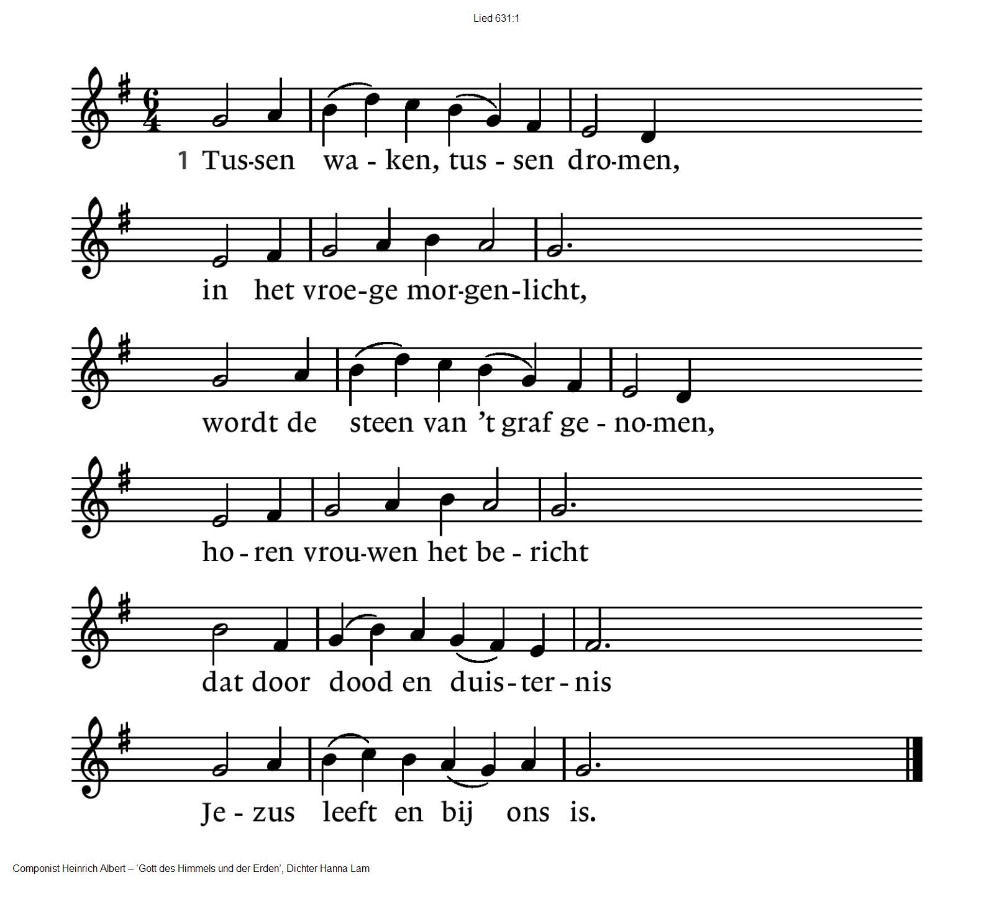 Lied 631:1
6
4
1 Tus-sen wa - ken, tus - sen dro-men,
in het vroe-ge mor-gen-licht,
wordt de steen van 't graf ge - no-men,
ho - ren vrou-wen het be - richt
dat door dood en duis-ter - nis
Je - zus leeft en bij ons is.
Componist Heinrich Albert – 'Gott des Himmels und der Erden', Dichter Hanna Lam